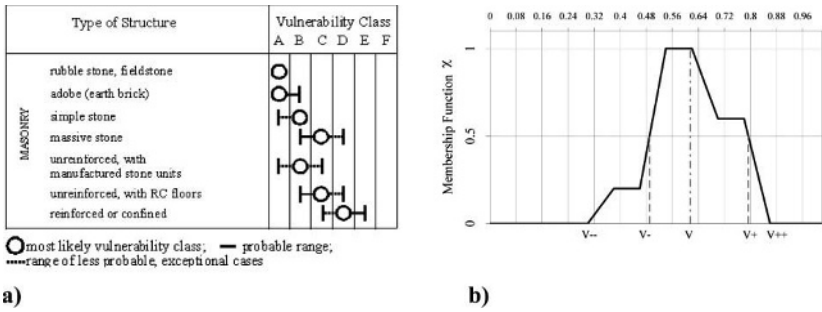 Type of Structure
Vulnerability Class
A B C D E F
MASONRY
rubble stone, fieldstone
adobe (earth brick)
simple stone
massive stone
unreinforced, with
manufactured stone units
unreinforced, with RC floors
reinforced or confined
most likely vulnerability class; probable range;
range of less probable, exceptional cases
a)
0 0.08 0.16 0.24 0.32 0.4 0.48 0.56 0.64 0.72 0.8 0.88 0.96
Membership Function χ
1
0.5
0
V-- V- V V+ V++
b)